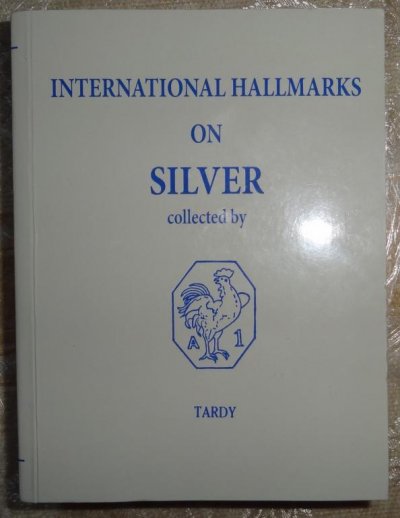 INTERNATIONAL HALLMARKS
ON
SILVER
collected by
A 1
TARDY